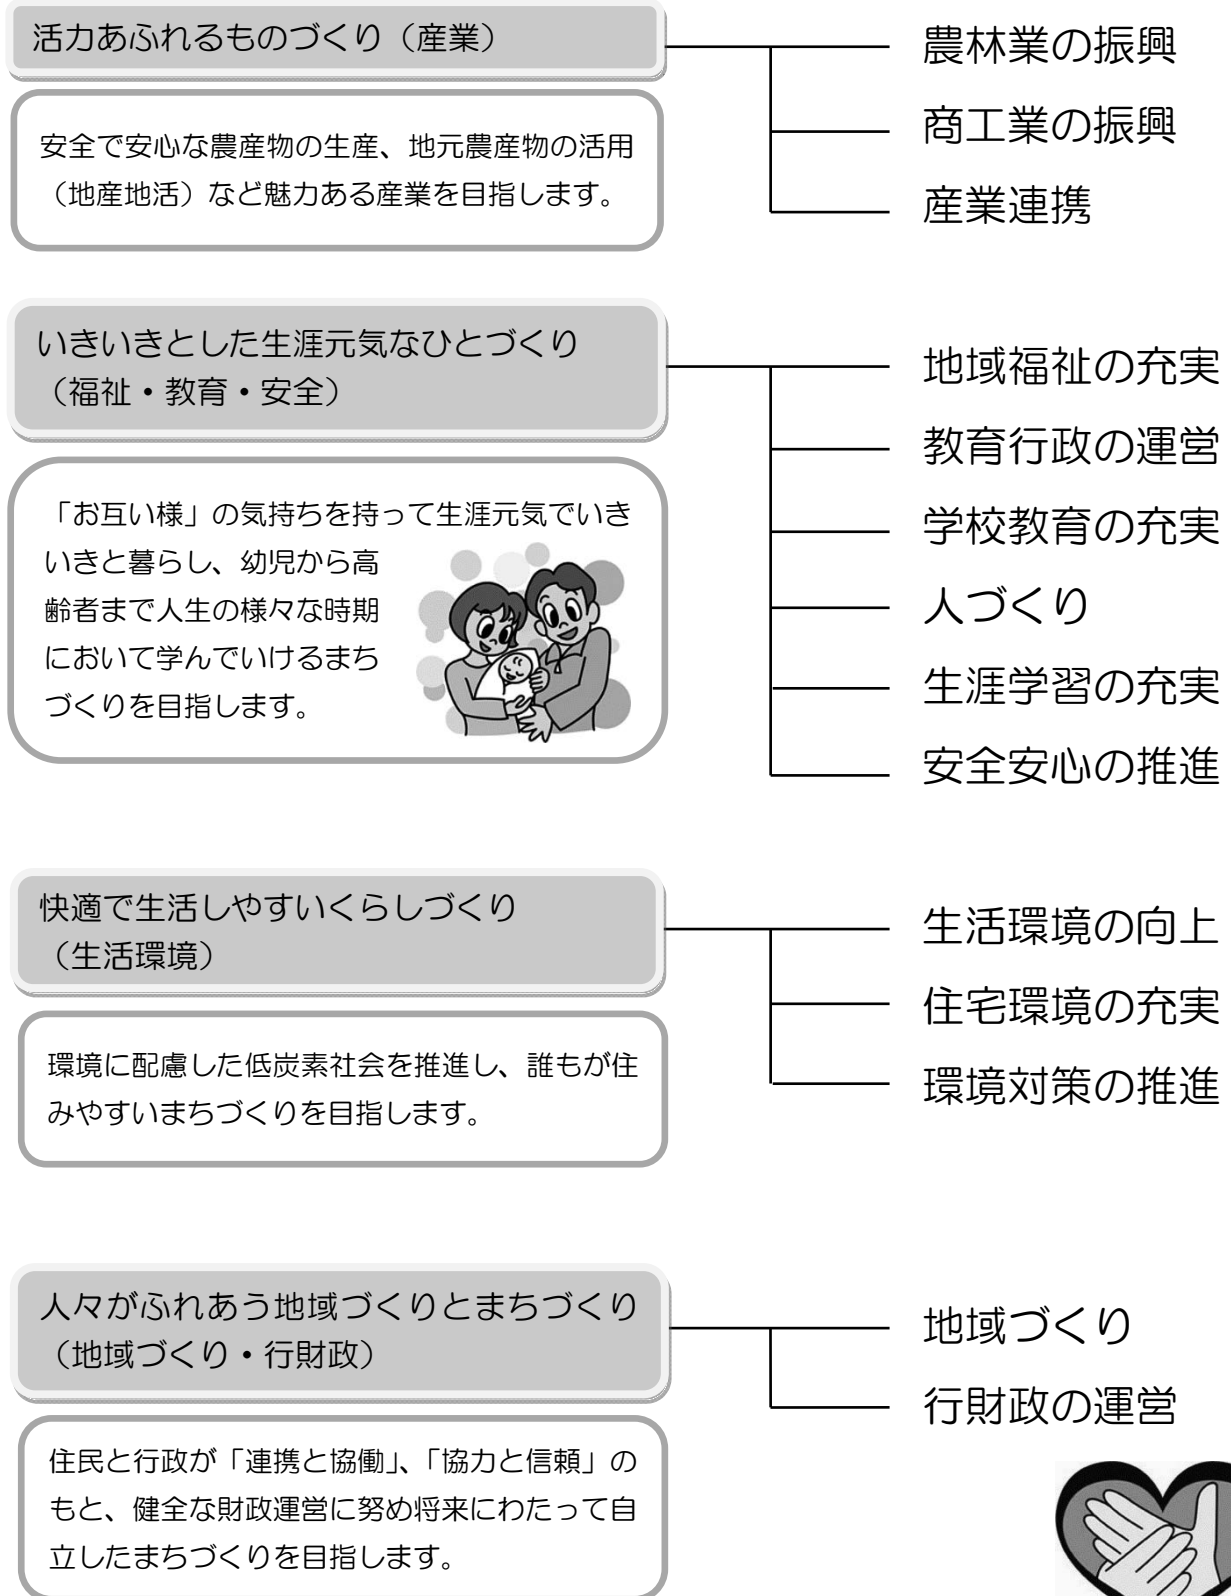 活力あふれるものづくり（産業）
安全で安心な農産物の生産、地元農産物の活用
（地産地活）など魅力ある産業を目指します。
農林業の振興
商工業の振興
産業連携
いきいきとした生涯元気なひとづくり
（福祉・教育・安全）
「お互い様」の気持ちを持って生涯元気でいき
いきと暮らし、幼児から高
齢者まで人生の様々な時期
において学んでいけるまち
づくりを目指します。
地域福祉の充実
教育行政の運営
学校教育の充実
人づくり
生涯学習の充実
安全安心の推進
快適で生活しやすいくらしづくり
（生活環境）
環境に配慮した低炭素社会を推進し、誰もが住
みやすいまちづくりを目指します。
生活環境の向上
住宅環境の充実
環境対策の推進
人々がふれあう地域づくりとまちづくり
（地域づくり・行財政）
住民と行政が「連携と協働」、「協力と信頼」の
もと、健全な財政運営に努め将来にわたって自
立したまちづくりを目指します。
地域づくり
行財政の運営